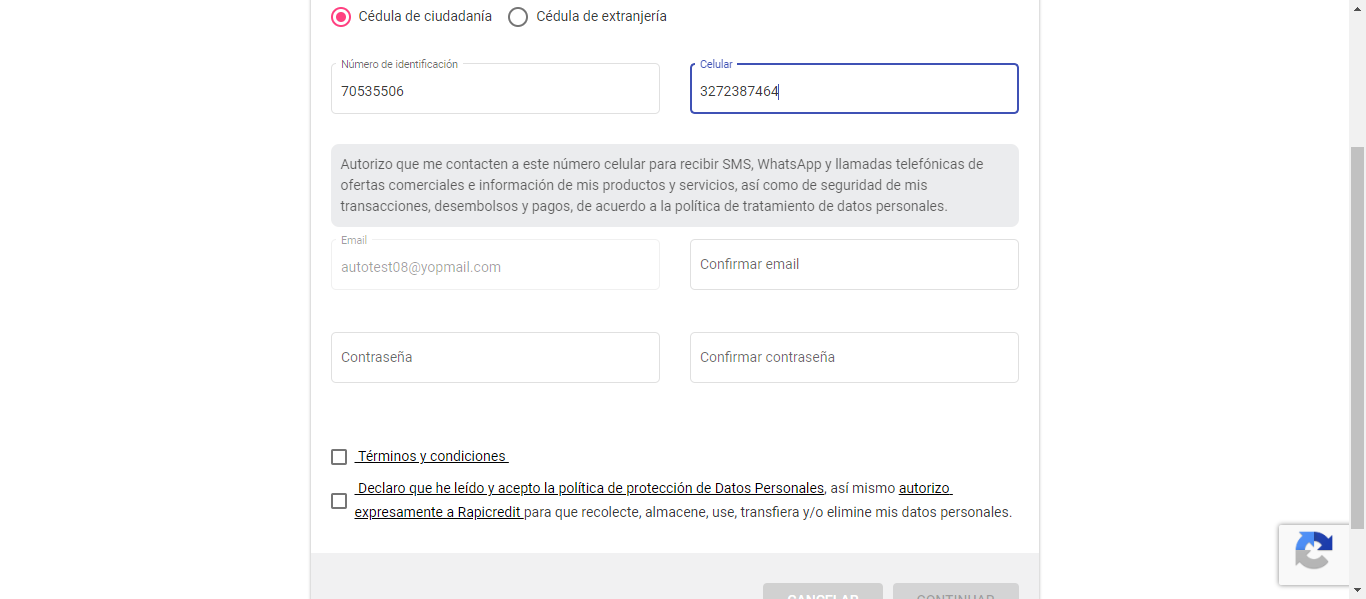 Cédula de ciudadanía Cédula de extranjería
Número de identificación Celular
70535506 3272387464
Autorizo que me contacten a este número celular para recibir SMS, WhatsApp y llamadas telefónicas de
ofertas comerciales e información de mis productos y servicios, así como de seguridad de mis
transacciones, desembolsos y pagos, de acuerdo a la política de tratamiento de datos personales.
Email
autotest08@yopmail.com Confirmar email
Contraseña Confirmar contraseña
Términos y condiciones
Declaro que he leído y acepto la política de protección de Datos Personales, así mismo autorizo
expresamente a Rapicredit para que recolecte, almacene, use, transfiera y/o elimine mis datos personales.
CANCELAR CONTINUAR